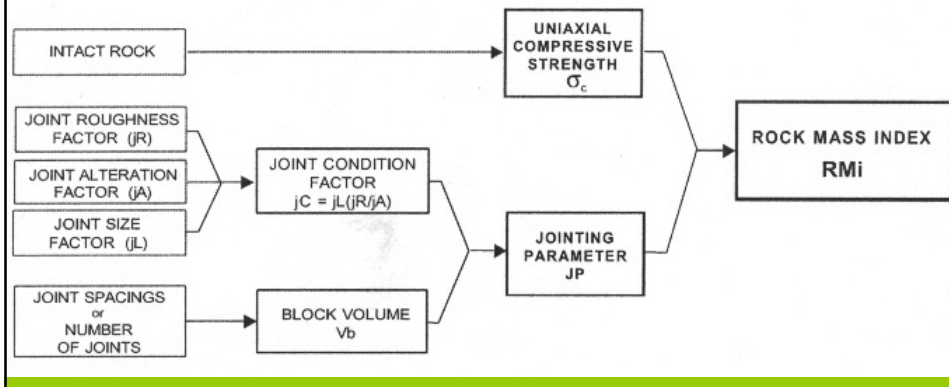 INTACT ROCK
UNIAXIAL
COMPRESSIVE
STRENGTH
σc
JOINT ROUGHNESS
FACTOR (jR)
JOINT ALTERATION
FACTOR (jA)
JOINT SIZE
FACTOR (jL)
JOINT CONDITION
FACTOR
jC = jL(jR/jA)
JOINT SPACINGS
or
NUMBER
OF JOINTS
BLOCK VOLUME
Vb
JOINTING
PARAMETER
JP
ROCK MASS INDEX
RMi